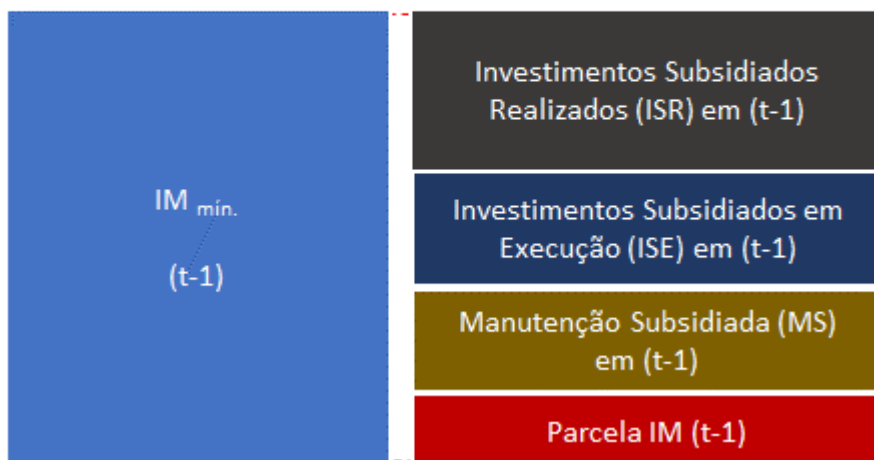 IM mín.
(t-1)
Investimentos Subsidiados
Realizados (ISR) em (t-1)
Investimentos Subsidiados em
Execução (ISE) em (t-1)
Manutenção Subsidiada (MS)
em (t-1)
Parcela IM (t-1)